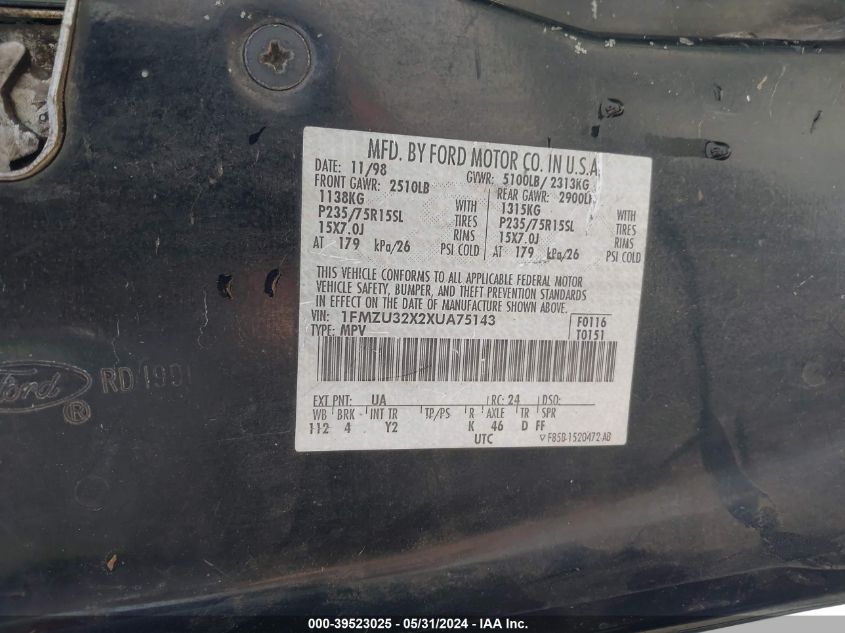 MFD. BY FORD MOTOR CO. IN U.S.A.
DATE: 11/98 GVWR: 5100LB/ 2313KG
FRONT GAWR: 2510LB REAR GAWR: 2900LB
1138KG WITH 1315KG WITH
P235/75R15SL TIRES P235/75R15SL TIRES
15X7.0J RIMS 15X7.0J RIMS
AT 179 kPa/26 PSI COLD AT 179 kPa/26 PSI COLD
THIS VEHICLE CONFORMS TO ALL APPLICABLE FEDERAL MOTOR
VEHICLE SAFETY, BUMPER, AND THEFT PREVENTION STANDARDS
IN EFFECT ON THE DATE OF MANUFACTURE SHOWN ABOVE.
VIN: 1FMZU32X2XUA75143 F0116
TYPE: MPV T0151
EXT PNT: UA RC: 24 DSO:
WB BRK INT TR TP/PS R AXLE TR SPR
112 4 Y2 K 46 D FF
UTC ▽ F85B-1520472-AB
Ford ® RD
000-39523025 / 05/31/2024 - IAA Inc.